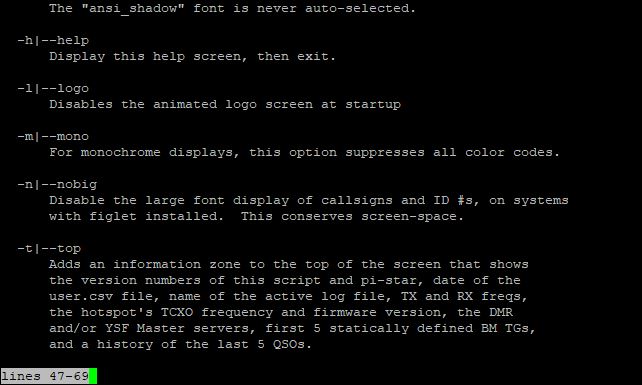 The "ansi_shadow" font is never auto-selected.
-h|--help
Display this help screen, then exit.
-l|--logo
Disables the animated logo screen at startup
-m|--mono
For monochrome displays, this option suppresses all color codes.
-n|--nobig
Disable the large font display of callsigns and ID #s, on systems
with figlet installed.  This conserves screen-space.
-t|--top
Adds an information zone to the top of the screen that shows
the version numbers of this script and pi-star, date of the
user.csv file, name of the active log file, TX and RX freqs,
the hotspot's TCXO frequency and firmware version, the DMR
and/or YSF Master servers, first 5 statically defined BM TGs,
and a history of the last 5 QSOs.
lines 47-69